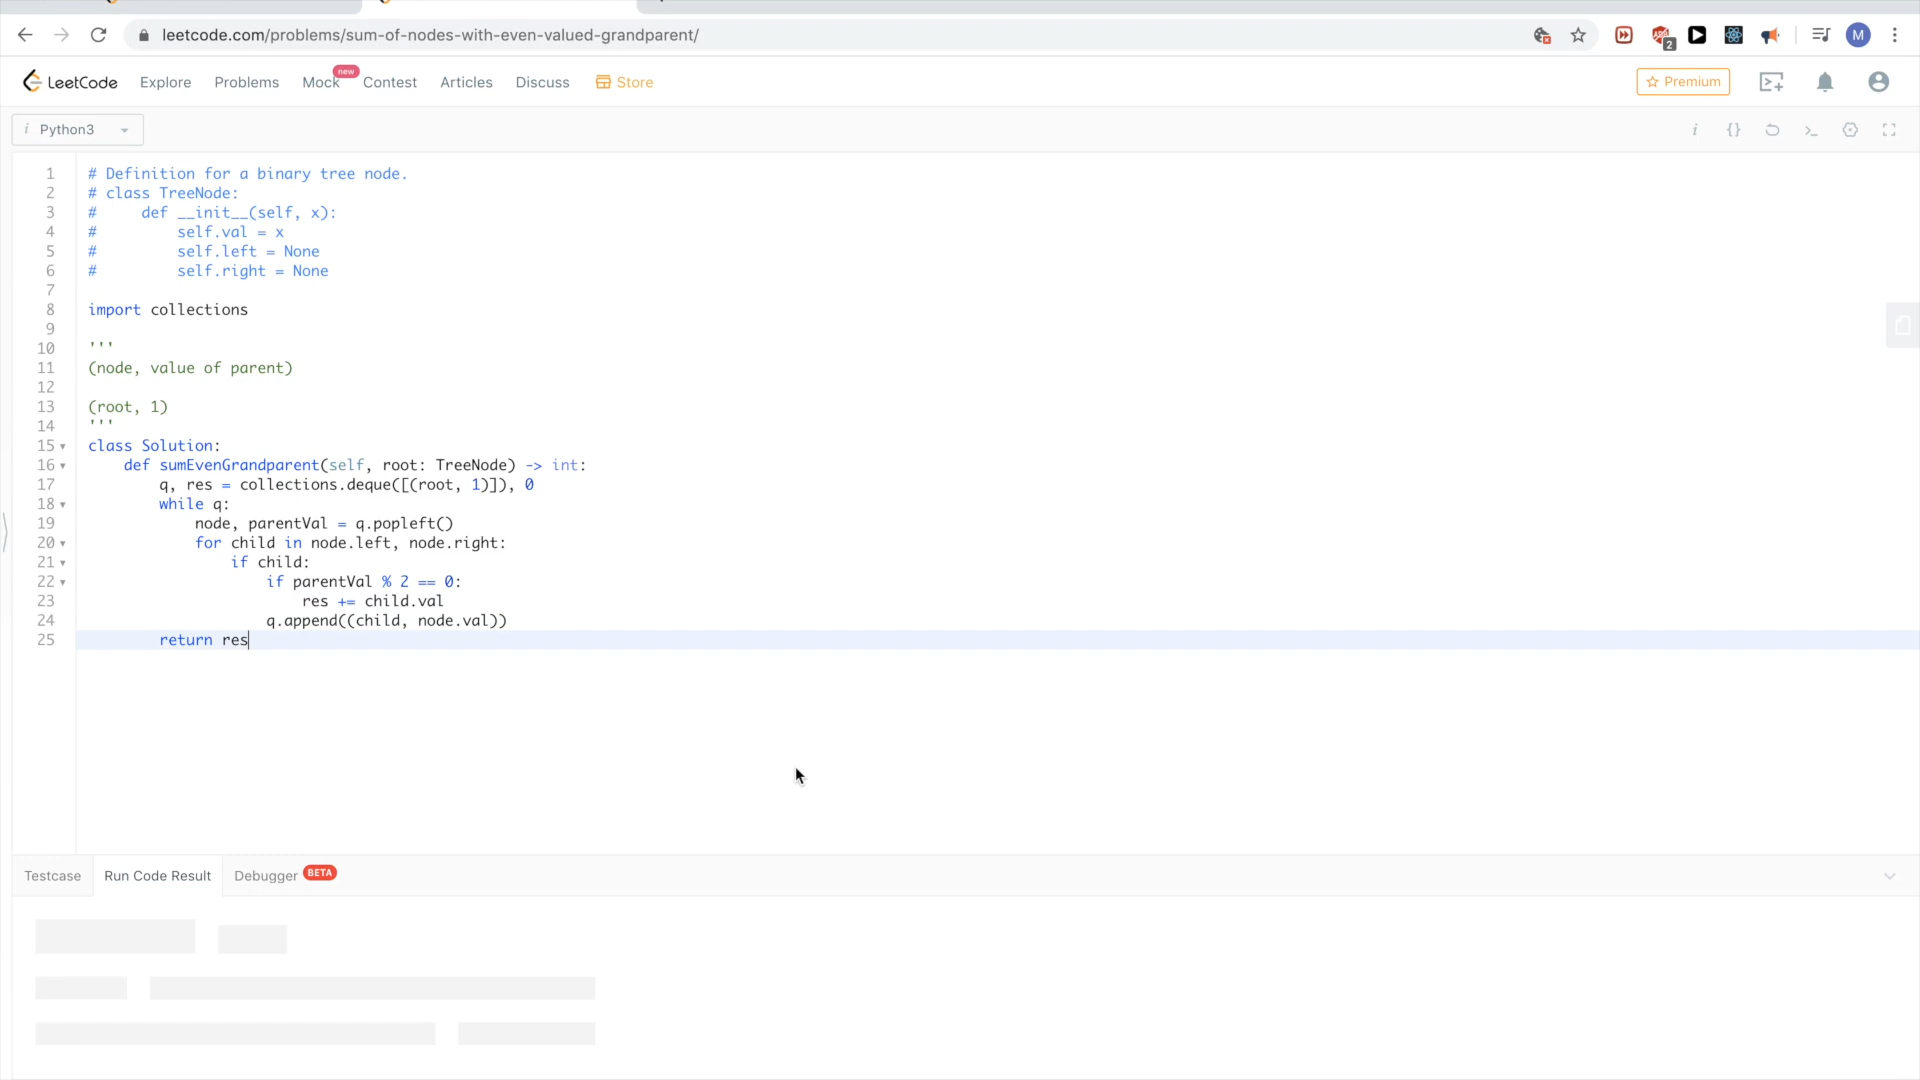 leetcode.com/problems/sum-of-nodes-with-even-valued-grandparent/
2
M
LeetCode Explore Problems Mock new Contest Articles Discuss Store Premium
i Python3
1 # Definition for a binary tree node.
2 # class TreeNode:
3 #     def __init__(self, x):
4 #         self.val = x
5 #         self.left = None
6 #         self.right = None
7
8 import collections
9
10 '''
11 (node, value of parent)
12
13 (root, 1)
14 '''
15 class Solution:
16     def sumEvenGrandparent(self, root: TreeNode) -> int:
17         q, res = collections.deque([(root, 1)]), 0
18         while q:
19             node, parentVal = q.popleft()
20             for child in node.left, node.right:
21                 if child:
22                     if parentVal % 2 == 0:
23                         res += child.val
24                     q.append((child, node.val))
25         return res
Testcase Run Code Result Debugger BETA